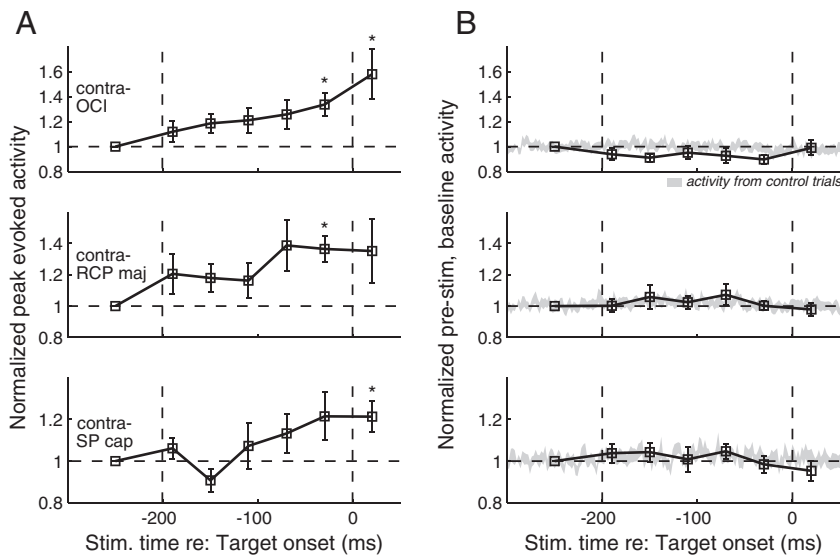 A
B
Normalized peak evoked activity
Normalized pre-stim, baseline activity
contra-
OCI
1.6
1.4
1.2
1
0.8
*
*
1.6
1.4
1.2
1
0.8
activity from control trials
contra-
RCP maj
1.4
1.2
1
0.8
*
1.4
1.2
1
0.8
contra-
SP cap
1.2
1
0.8
*
1.2
1
0.8
-200
-100
0
-200
-100
0
Stim. time re: Target onset (ms)
Stim. time re: Target onset (ms)